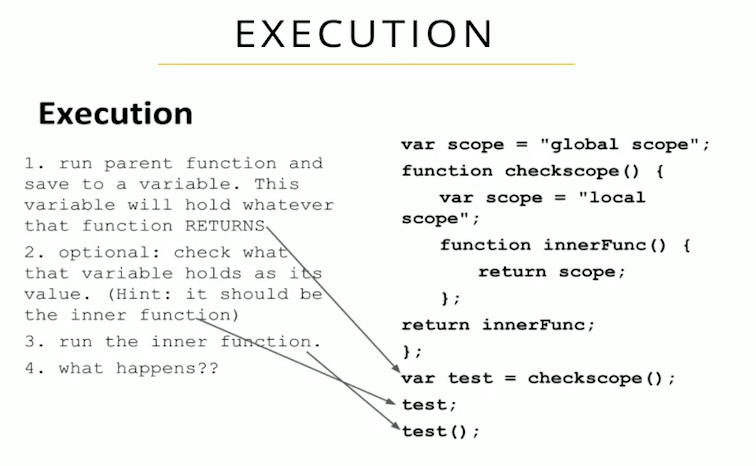 EXECUTION
Execution
1. run parent function and
save to a variable. This
variable will hold whatever
that function RETURNS
2. optional: check what
that variable holds as its
value. (Hint: it should be
the inner function)
3. run the inner function.
4. what happens??
var scope = "global scope";
function checkscope() {
var scope = "local
scope";
function innerFunc() {
return scope;
};
return innerFunc;
};
var test = checkscope();
test;
test();